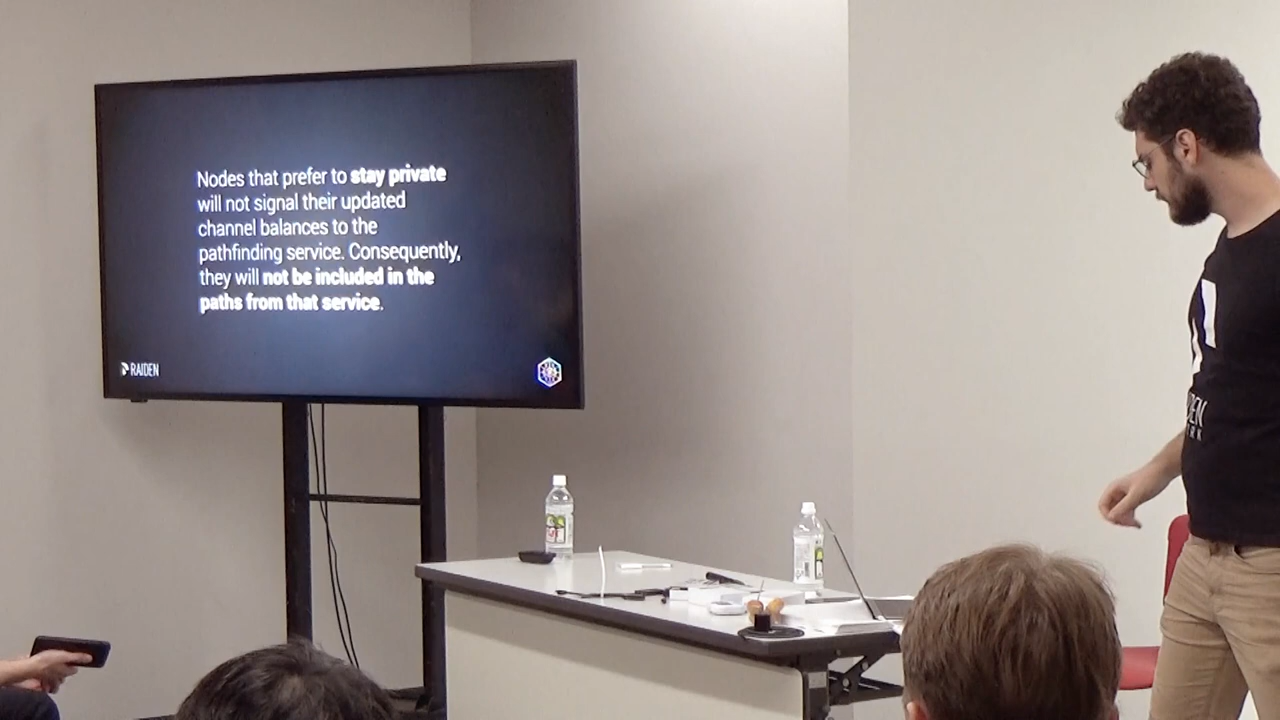 Nodes that prefer to stay private
will not signal their updated
channel balances to the
pathfinding service. Consequently,
they will not be included in the
paths from that service.
RAIDEN